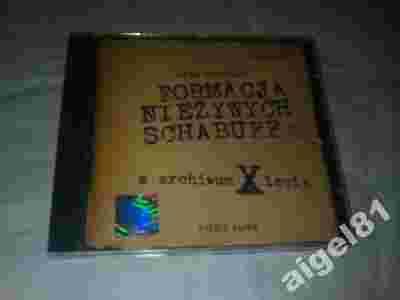 FORMACJA
NIEŻYWYCH
SCHABUFF
z archiwum X lecia
aigel81